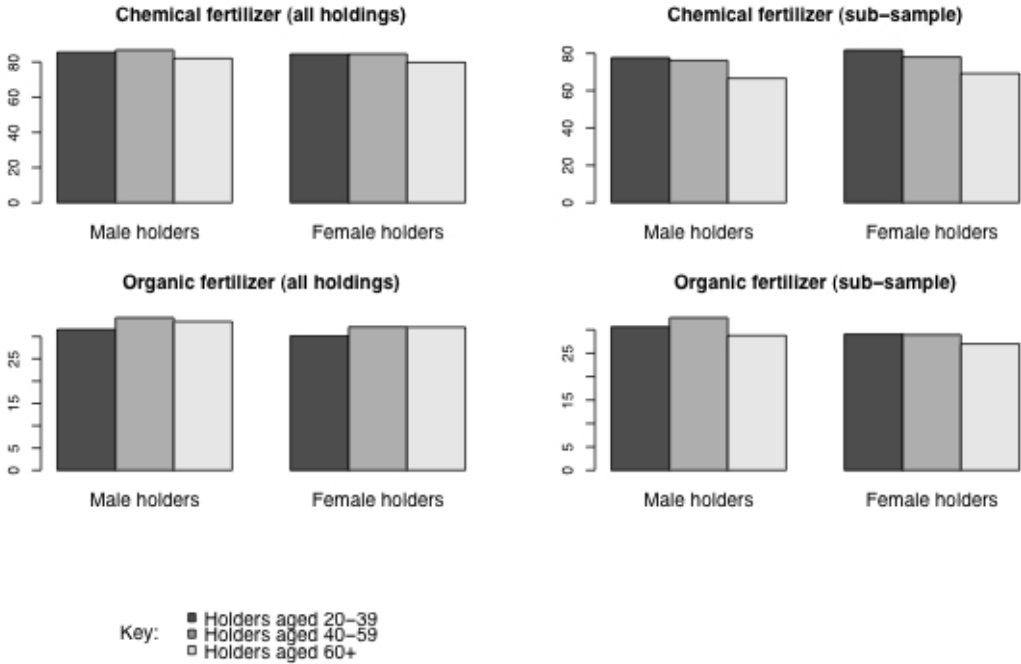 Chemical fertilizer (all holdings)
Chemical fertilizer (sub−sample)
80
60
40
20
0
80
60
40
20
0
Male holders
Female holders
Male holders
Female holders
Organic fertilizer (all holdings)
Organic fertilizer (sub−sample)
25
15
5
0
25
15
5
0
Male holders
Female holders
Male holders
Female holders
Key:
Holders aged 20−39
Holders aged 40−59
Holders aged 60+